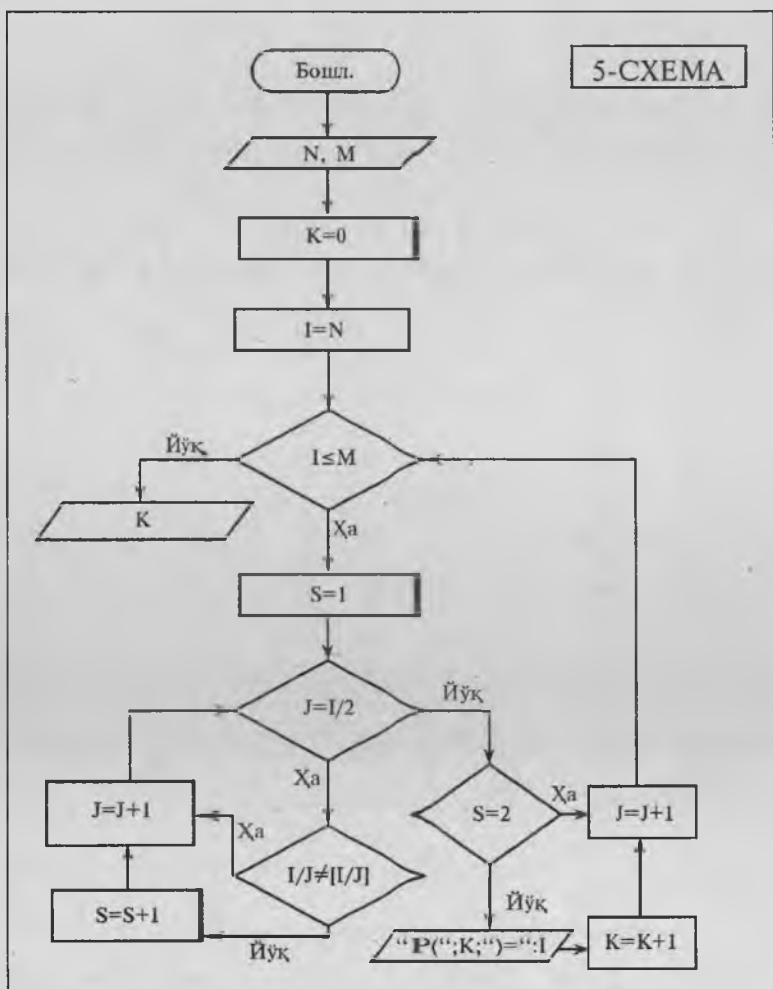 5-СХЕМА
Бошл.
N, M
K=0
I=N
I≤M
Йўқ
K
Ҳа
S=1
J=I/2
Йўқ
Ҳа
S=2
Ҳа
J=J+1
J=J+1
Ҳа
I/J≠[I/J]
S=S+1
Йўқ
Йўқ
“P(“;K;“)=“:I
K=K+1